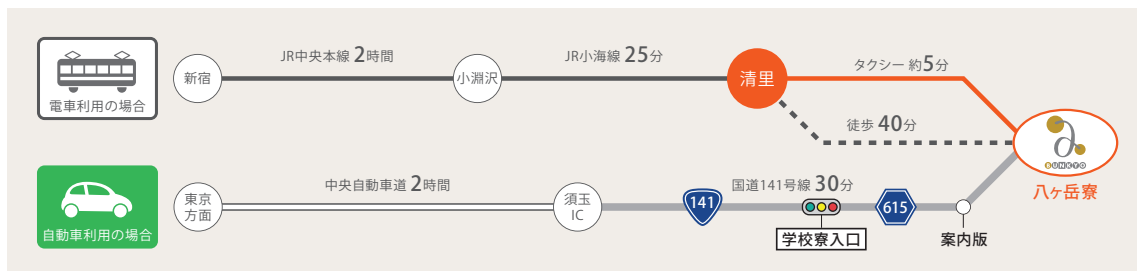 電車利用の場合
新宿
JR中央本線 2時間
小淵沢
JR小海線 25分
清里
タクシー 約5分
徒歩 40分
BUNKYO
八ヶ岳寮
自動車利用の場合
東京
方面
中央自動車道 2時間
須玉
IC
141
国道141号線 30分
学校寮入口
615
案内版